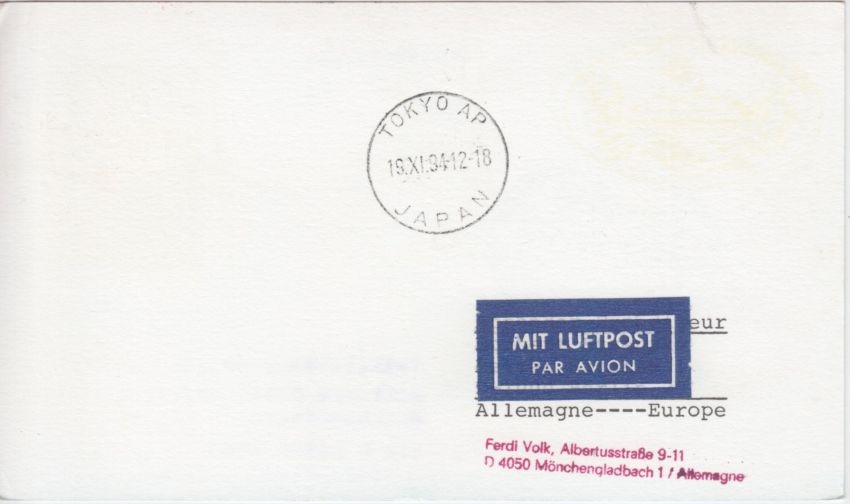 TOKYO AP
19.XI.94-12-18
JAPAN
eur
MIT LUFTPOST
PAR AVION
Allemagne----Europe
Ferdi Volk, Albertusstraße 9-11
D 4050 Mönchengladbach 1 / Allemagne